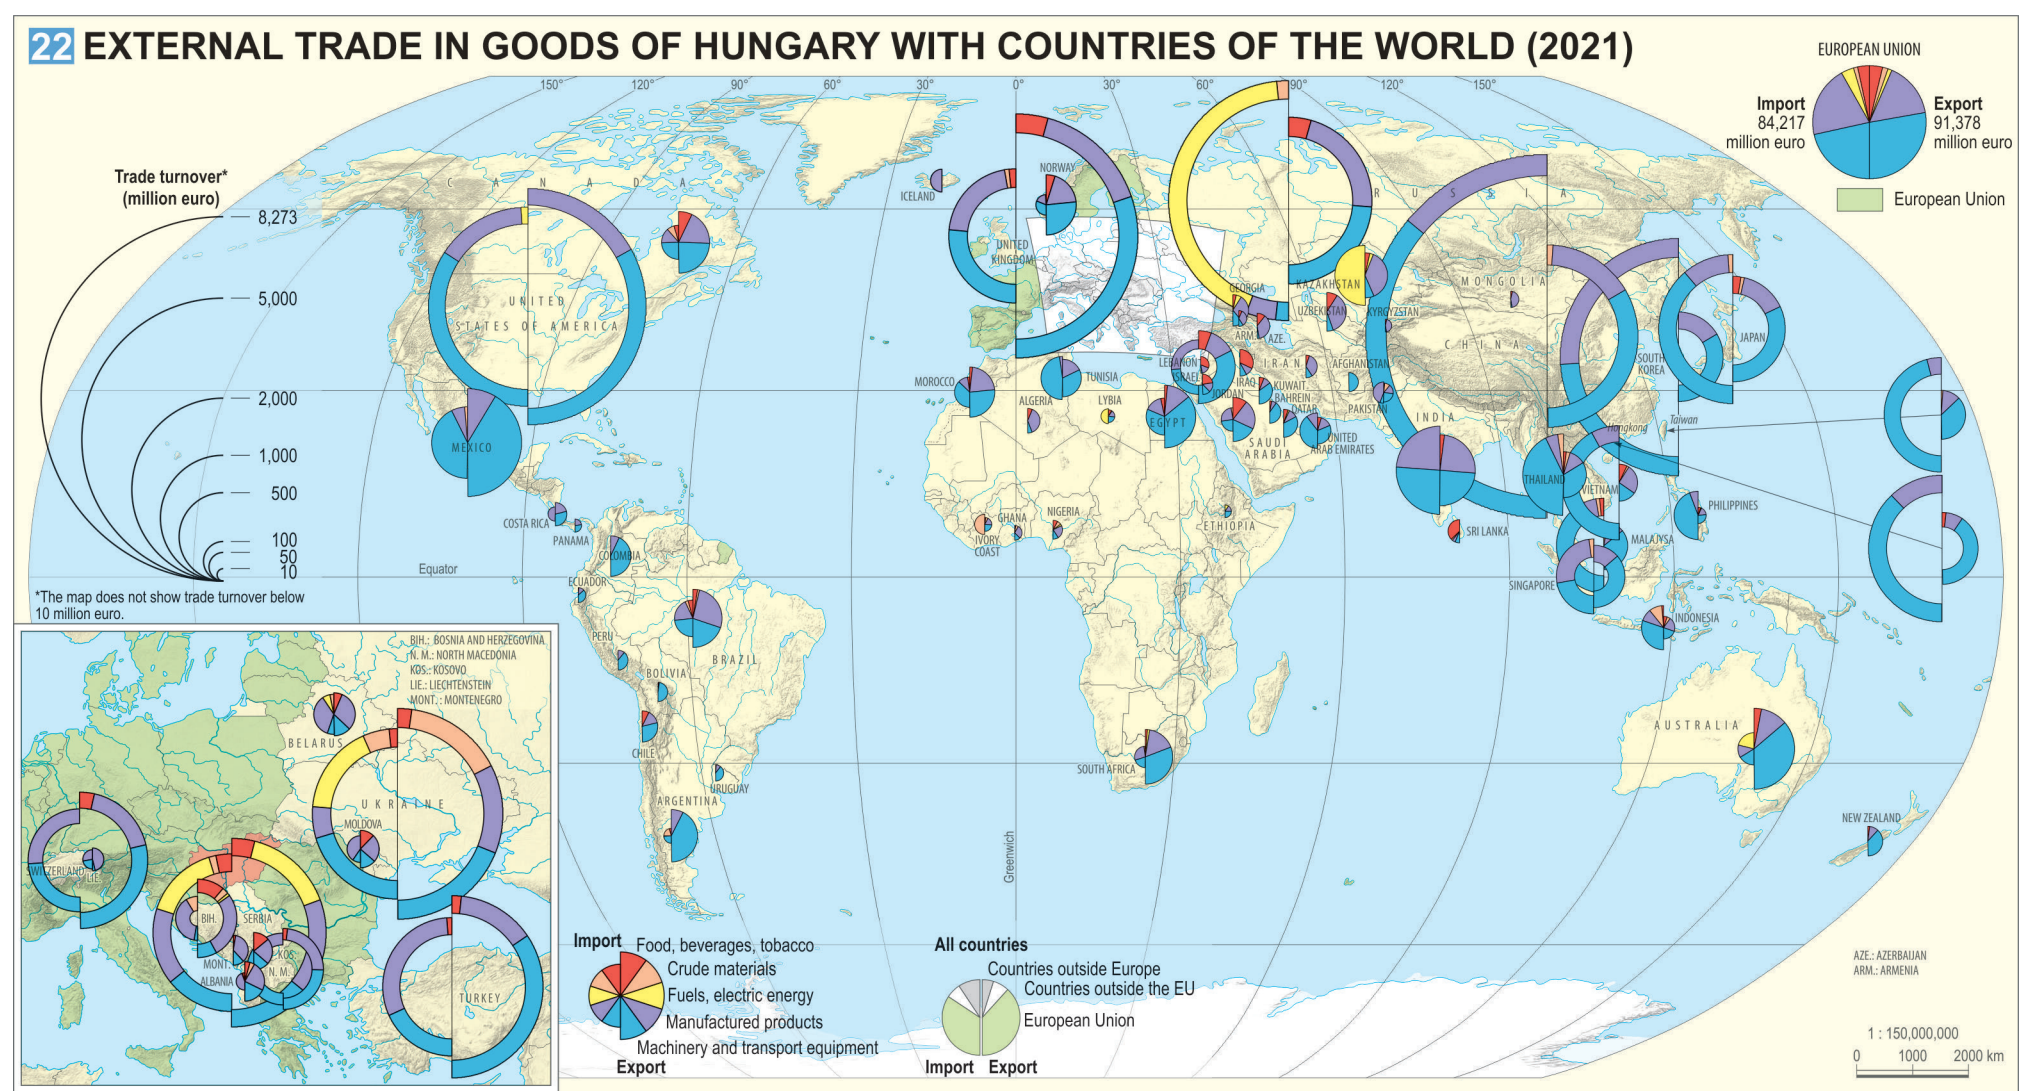 22 EXTERNAL TRADE IN GOODS OF HUNGARY WITH COUNTRIES OF THE WORLD (2021)
EUROPEAN UNION
Import
84,217
million euro
Export
91,378
million euro
European Union
150° 120° 90° 60° 30° 0° 30° 60° 90° 120° 150°
Trade turnover*
(million euro)
8,273
5,000
2,000
1,000
500
100
50
10
*The map does not show trade turnover below
10 million euro.
Equator
Greenwich
CANADA
UNITED
STATES OF AMERICA
MEXICO
COSTA RICA
PANAMA
COLOMBIA
ECUADOR
PERU
BRAZIL
BOLIVIA
CHILE
URUGUAY
ARGENTINA
ICELAND
NORWAY
UNITED
KINGDOM
RUSSIA
GEORGIA
KAZAKHSTAN
UZBEKISTAN
KYRGYZSTAN
ARM.
AZE.
MONGOLIA
CHINA
SOUTH
KOREA
JAPAN
LEBANON
ISRAEL
JORDAN
IRAQ
IRAN
KUWAIT
BAHREIN
QATAR
AFGHANISTAN
PAKISTAN
INDIA
SAUDI
ARABIA
UNITED
ARAB EMIRATES
MOROCCO
TUNISIA
ALGERIA
LYBIA
EGYPT
IVORY
COAST
GHANA
NIGERIA
ETHIOPIA
SOUTH AFRICA
SRI LANKA
THAILAND
VIETNAM
Hongkong
Taiwan
PHILIPPINES
MALAJYSA
SINGAPORE
INDONESIA
AUSTRALIA
NEW ZEALAND
BIH.: BOSNIA AND HERZEGOVINA
N. M.: NORTH MACEDONIA
KOS.: KOSOVO
LIE.: LIECHTENSTEIN
MONT. : MONTENEGRO
BELARUS
UKRAINE
MOLDOVA
SWITZERLAND
LIE.
BIH.
SERBIA
MONT.
KOS.
N. M.
ALBANIA
TURKEY
Import
Food, beverages, tobacco
Crude materials
Fuels, electric energy
Manufactured products
Machinery and transport equipment
Export
All countries
Countries outside Europe
Countries outside the EU
European Union
Import Export
AZE.: AZERBAIJAN
ARM.: ARMENIA
1 : 150,000,000
0 1000 2000 km